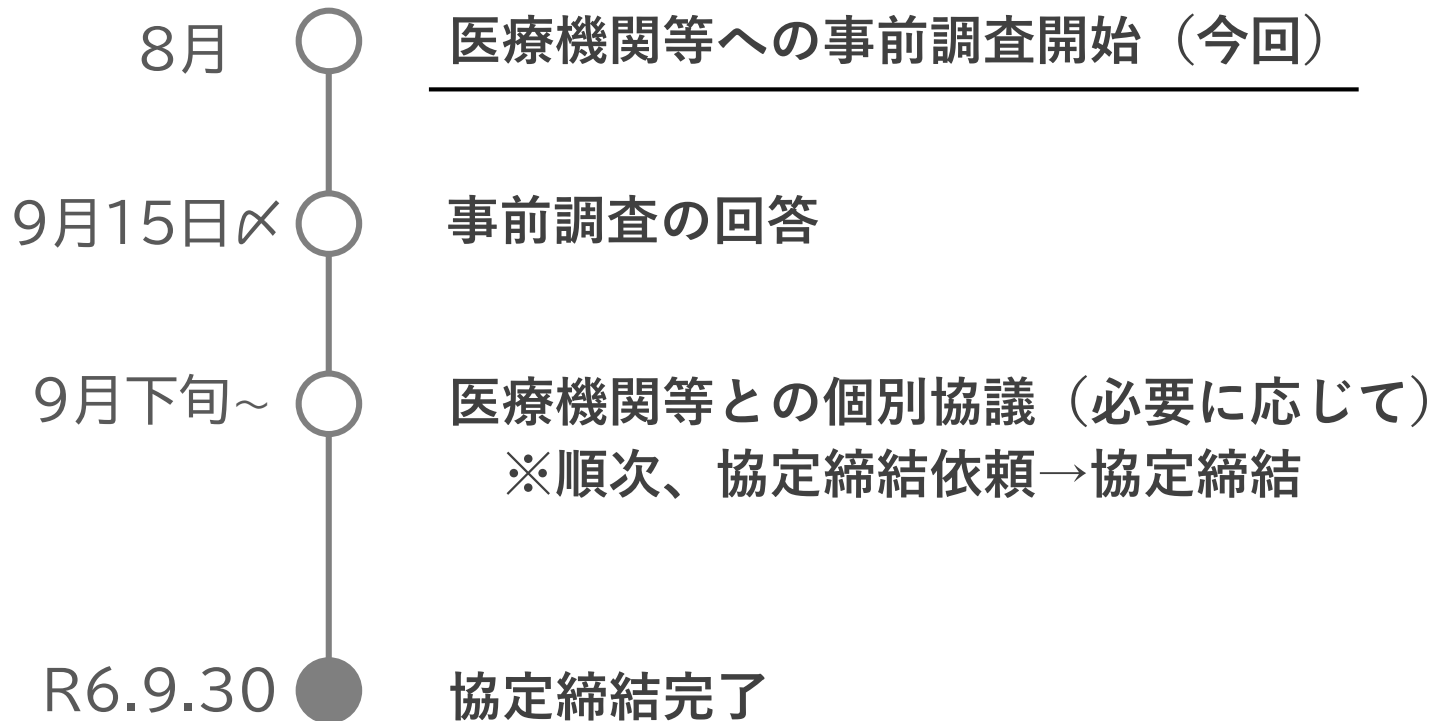 8月
医療機関等への事前調査開始（今回）
9月15日〆
事前調査の回答
9月下旬~
医療機関等との個別協議（必要に応じて）
※順次、協定締結依頼→協定締結
R6.9.30
協定締結完了